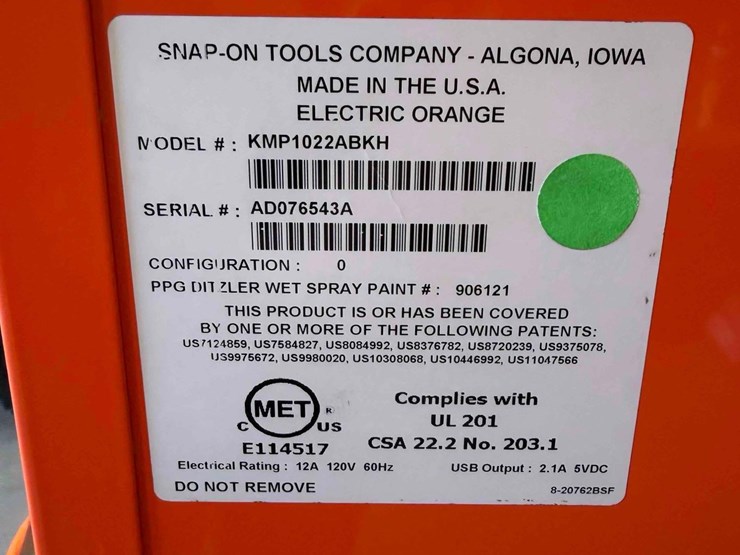 SNAP-ON TOOLS COMPANY - ALGONA, IOWA
MADE IN THE U.S.A.
ELECTRIC ORANGE
MODEL # : KMP1022ABKH
SERIAL # : AD076543A
CONFIGURATION : 0
PPG DITZLER WET SPRAY PAINT # : 906121
THIS PRODUCT IS OR HAS BEEN COVERED
BY ONE OR MORE OF THE FOLLOWING PATENTS:
US7124859, US7584827, US8084992, US8376782, US8720239, US9375078,
US9975672, US9980020, US10308068, US10446992, US11047566
MET R
C US
E114517
Complies with
UL 201
CSA 22.2 No. 203.1
Electrical Rating : 12A 120V 60Hz USB Output : 2.1A 5VDC
DO NOT REMOVE 8-20762BSF